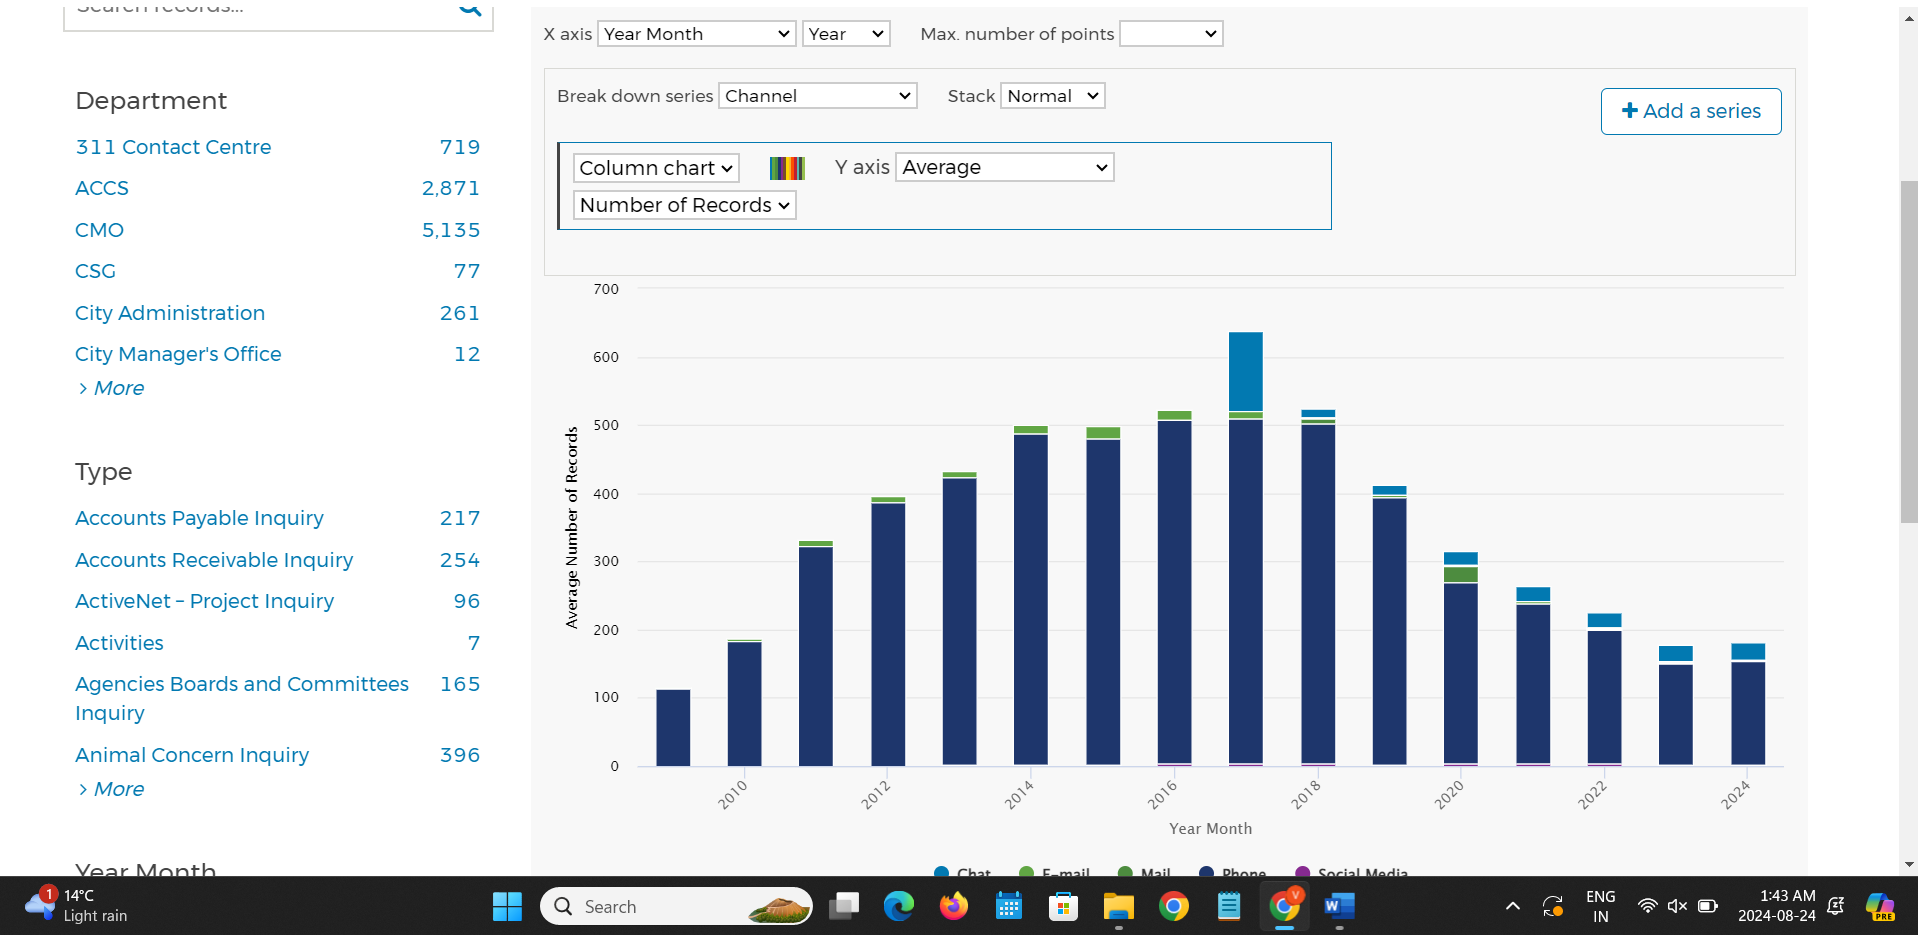 Search records...
Department
311 Contact Centre 719
ACCS 2,871
CMO 5,135
CSG 77
City Administration 261
City Manager's Office 12
> More
Type
Accounts Payable Inquiry 217
Accounts Receivable Inquiry 254
ActiveNet – Project Inquiry 96
Activities 7
Agencies Boards and Committees 165
Inquiry
Animal Concern Inquiry 396
> More
Year Month
X axis Year Month Year Max. number of points
Break down series Channel Stack Normal
+ Add a series
Column chart Y axis Average
Number of Records
700
600
500
400
300
200
100
0
Average Number of Records
2010 2012 2014 2016 2018 2020 2022 2024
Year Month
Chat E-mail Mail Phone Social Media
1
14°C
Light rain
Search
V
W
ENG
IN
1:43 AM
2024-08-24
PRE